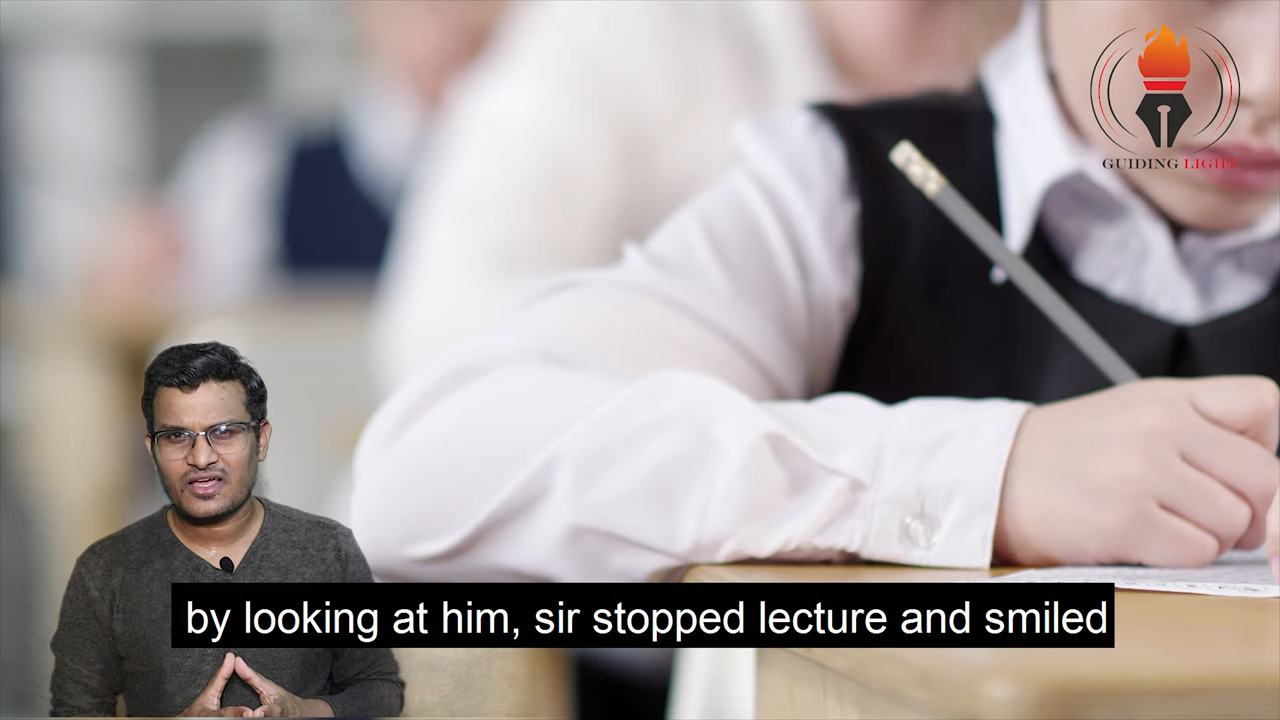 GUIDING LIGHT
by looking at him, sir stopped lecture and smiled